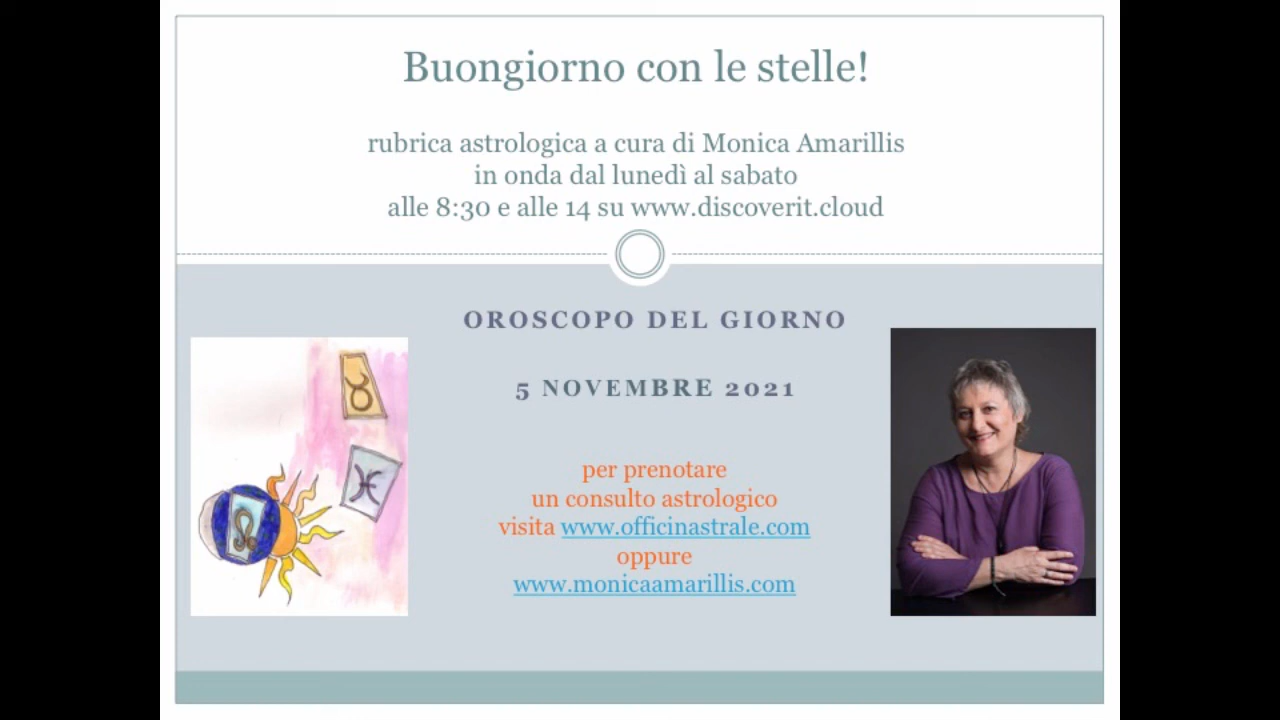 Buongiorno con le stelle!
rubrica astrologica a cura di Monica Amarillis
in onda dal lunedì al sabato
alle 8:30 e alle 14 su www.discoverit.cloud
OROSCOPO DEL GIORNO
5 NOVEMBRE 2021
per prenotare
un consulto astrologico
visita www.officinastrale.com
oppure
www.monicaamarillis.com